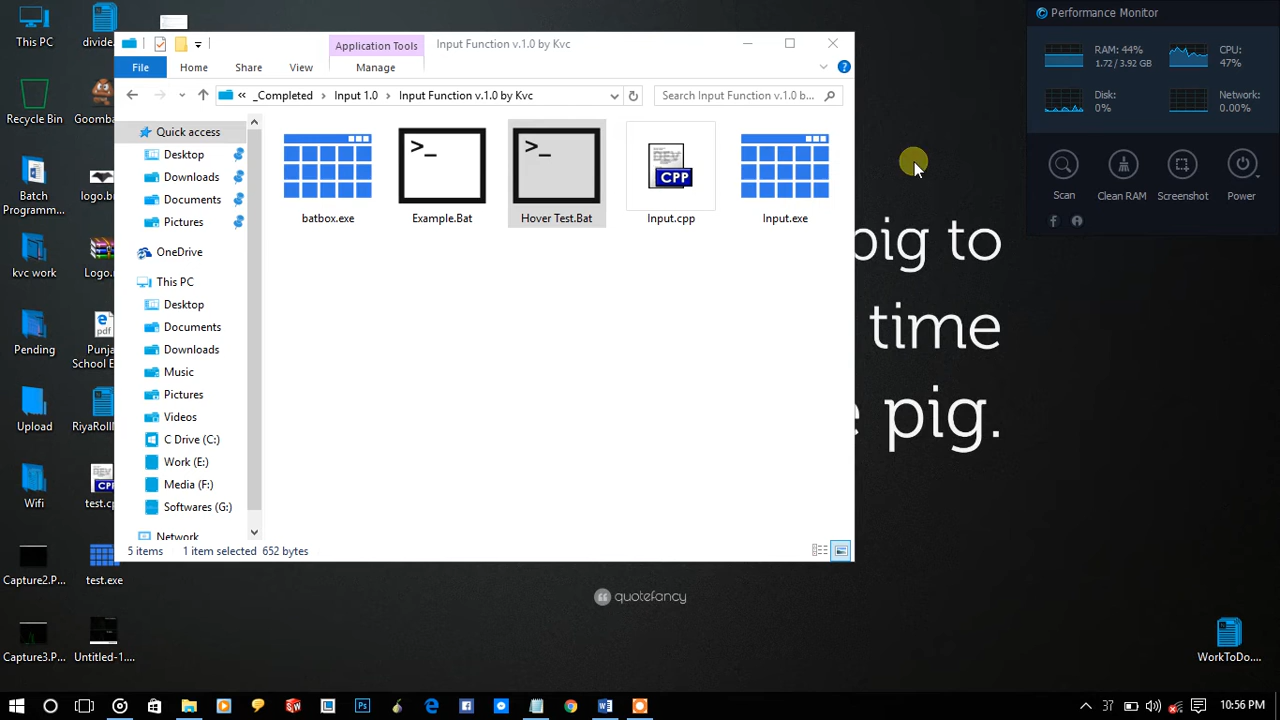 This PC
divide
Recycle Bin
Goomb
Batch
Programm...
logo.b
kvc work
Logo.
Pending
Punja
School E
Upload
RiyaRoll
Wifi
test.c
Capture2.P...
test.exe
Capture3.P...
Untitled-1....
Application Tools
Input Function v.1.0 by Kvc
File
Home
Share
View
Manage
« _Completed › Input 1.0 › Input Function v.1.0 by Kvc
Search Input Function v.1.0 b...
Quick access
Desktop
Downloads
Documents
Pictures
OneDrive
This PC
Desktop
Documents
Downloads
Music
Pictures
Videos
C Drive (C:)
Work (E:)
Media (F:)
Softwares (G:)
Network
>_
>_
DEV
CPP
batbox.exe
Example.Bat
Hover Test.Bat
Input.cpp
Input.exe
5 items
1 item selected 652 bytes
Performance Monitor
RAM: 44%
1.72 / 3.92 GB
CPU:
47%
Disk:
0%
Network:
0.00%
Scan
Clean RAM
Screenshot
Power
pig to
time
pig.
quotefancy
WorkToDo....
37
10:56 PM